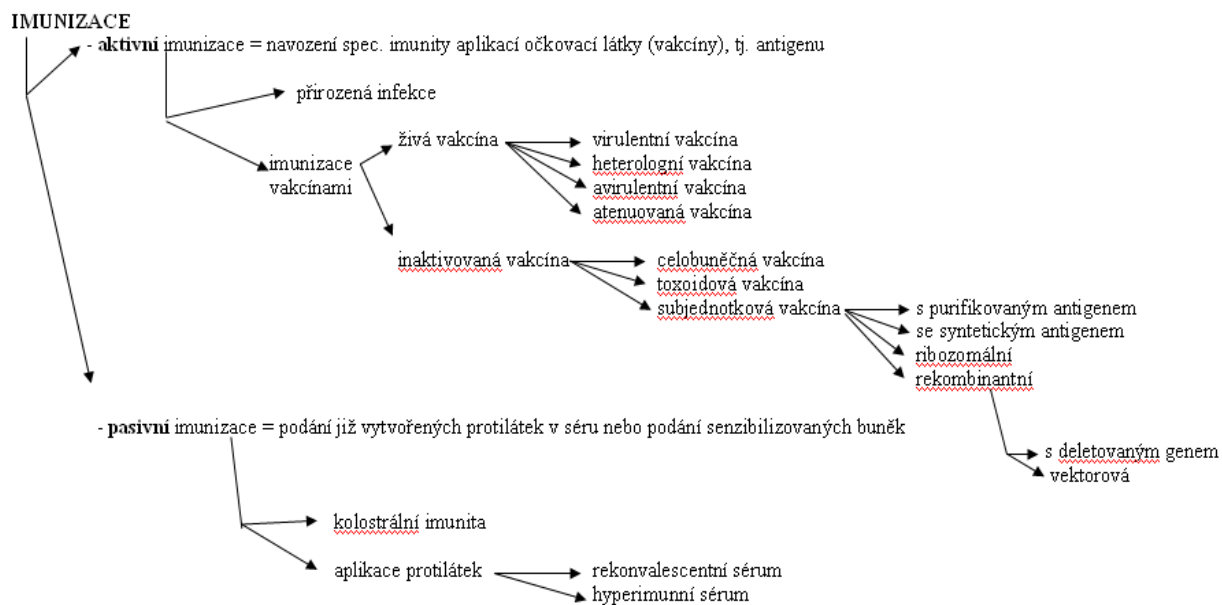 IMUNIZACE
- aktivní imunizace = navození spec. imunity aplikací očkovací látky (vakcíny), tj. antigenu
přirozená infekce
imunizace
vakcínami
živá vakcína
virulentní vakcína
heterologní vakcína
avirulentní vakcína
atenuovaná vakcína
inaktivovaná vakcína
celobuněčná vakcína
toxoidová vakcína
subjednotková vakcína
s purifikovaným antigenem
se syntetickým antigenem
ribozomální
rekombinantní
s deletovaným genem
vektorová
- pasivní imunizace = podání již vytvořených protilátek v séru nebo podání senzibilizovaných buněk
kolostrální imunita
aplikace protilátek
rekonvalescentní sérum
hyperimunní sérum